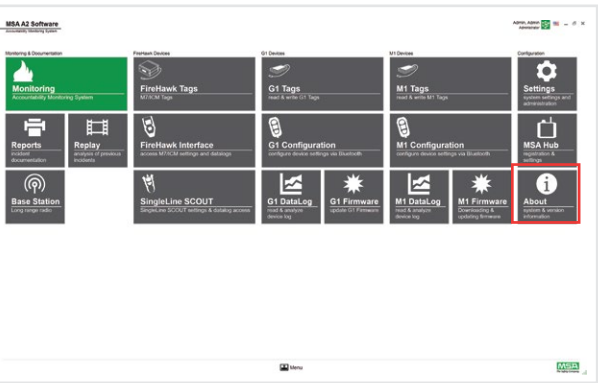 MSA A2 Software
Accountability Monitoring System
Admin, Admin
Administrator
Monitoring & Documentation
FireHawk Devices
G1 Devices
M1 Devices
Configuration
Monitoring
Accountability Monitoring System
FireHawk Tags
M7/ICM Tags
G1 Tags
read & write G1 Tags
M1 Tags
read & write M1 Tags
Settings
system settings and
administration
Reports
incident
documentation
Replay
analysis of previous
incidents
FireHawk Interface
access M7/ICM settings and datalogs
G1 Configuration
configure device settings via Bluetooth
M1 Configuration
configure device settings via Bluetooth
MSA Hub
registration &
settings
Base Station
Long range radio
SingleLine SCOUT
SingleLine SCOUT settings & datalog access
G1 DataLog
read & analyze
device log
G1 Firmware
update G1 Firmware
M1 DataLog
read & analyze
device log
M1 Firmware
Downloading &
updating firmware
About
system & version
information
Menu
MSA